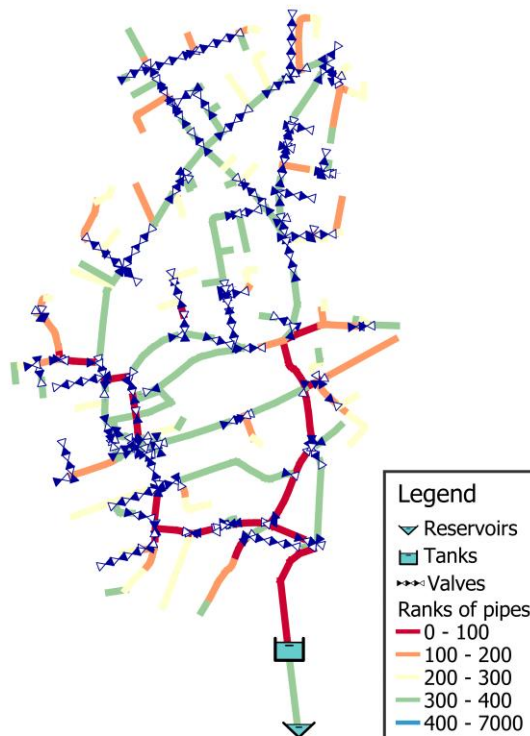 Legend
Reservoirs
Tanks
Valves
Ranks of pipes
0 - 100
100 - 200
200 - 300
300 - 400
400 - 7000